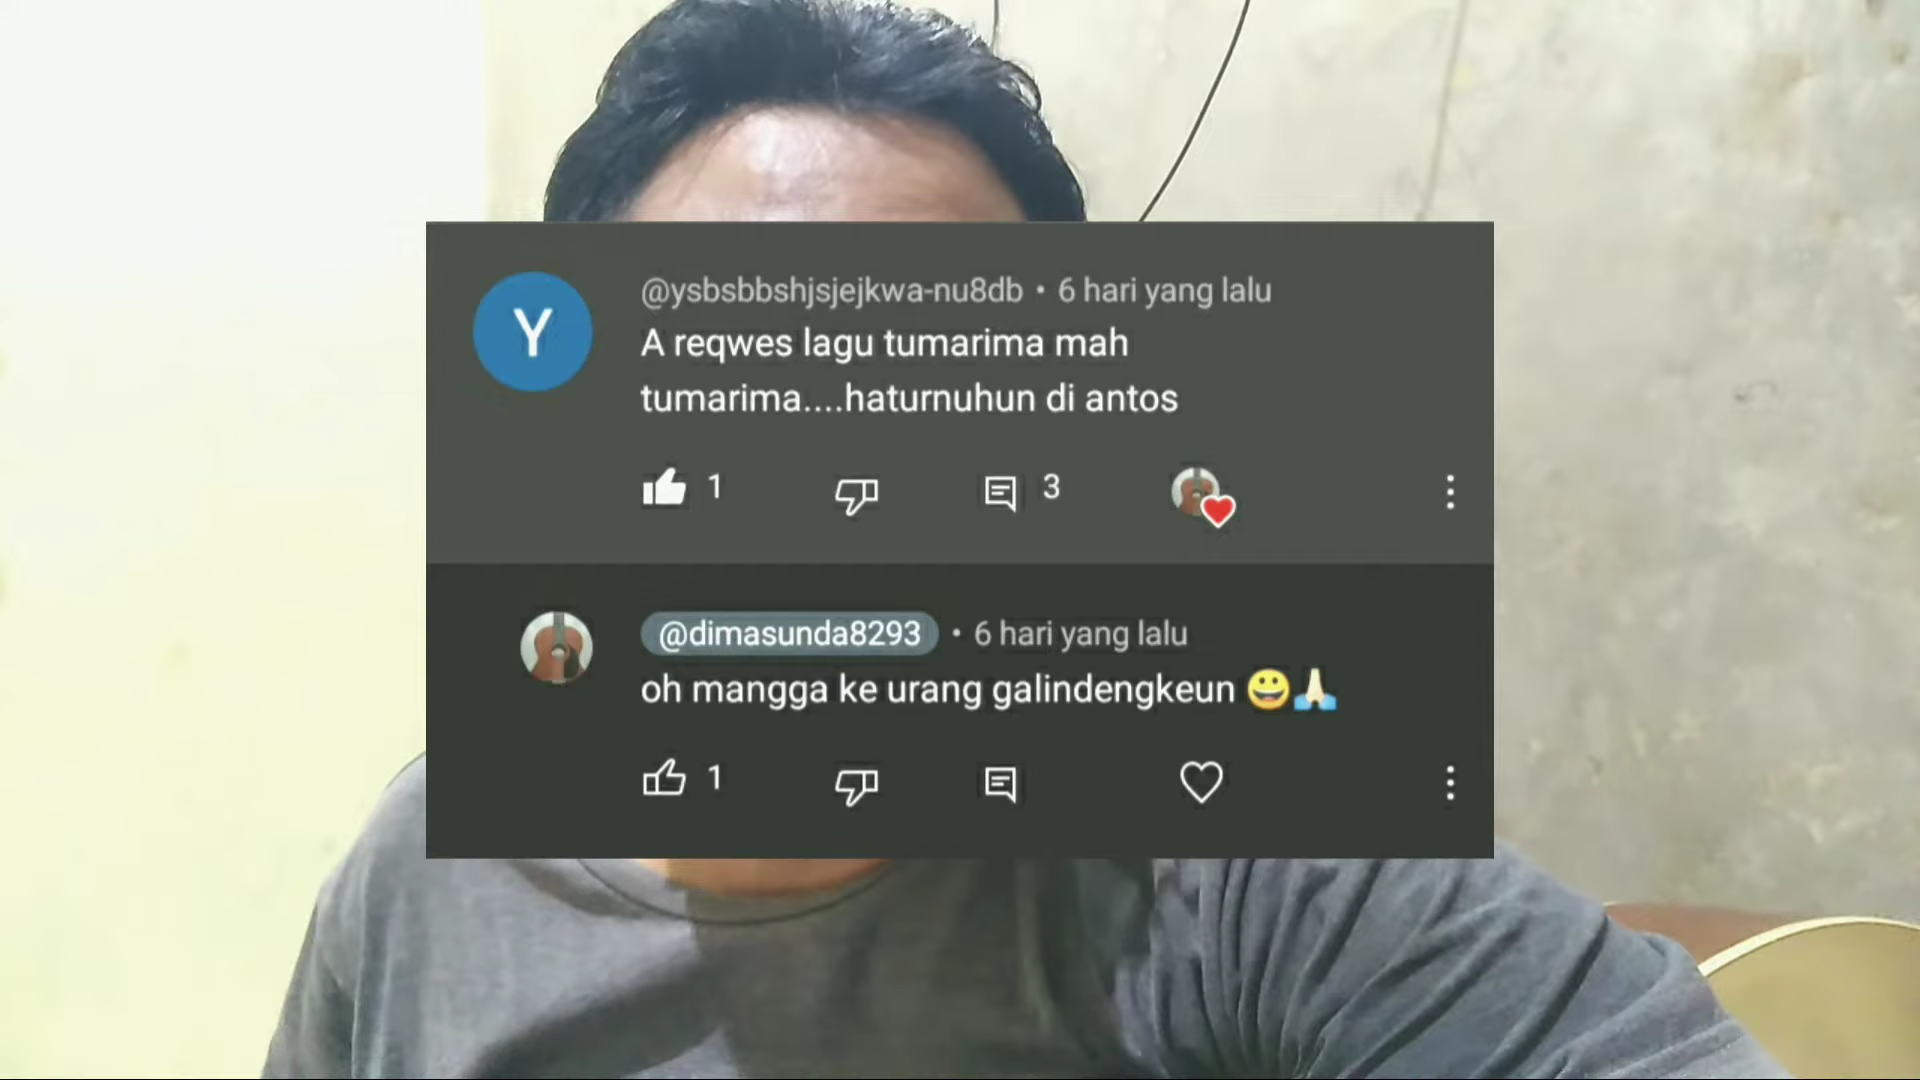 Y
@ysbsbbshjsjejkwa-nu8db • 6 hari yang lalu
A reqwes lagu tumarima mah
tumarima....haturnuhun di antos
1
3
@dimasunda8293 • 6 hari yang lalu
oh mangga ke urang galindengkeun 😀🙏
1